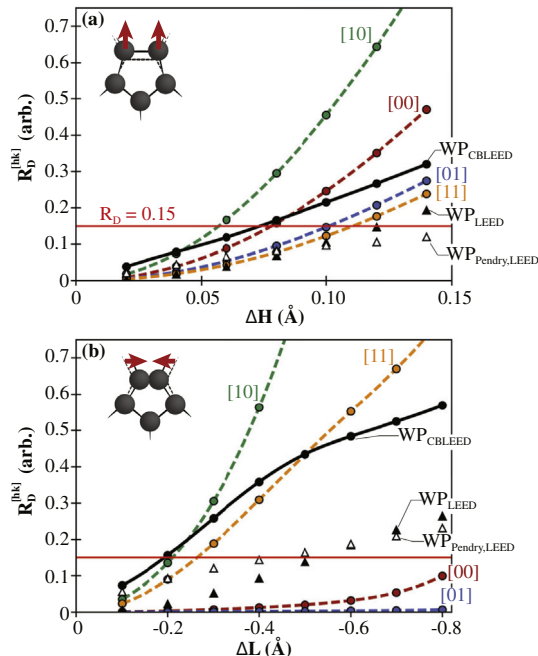 (a)
R_D^[hk] (arb.)
0.7
0.6
0.5
0.4
0.3
0.2
0.1
0
[10]
[00]
WP_CBLEED
[01]
[11]
WP_LEED
WP_Pendry,LEED
R_D = 0.15
0 0.05 0.10 0.15
ΔH (Å)
(b)
R_D^[hk] (arb.)
0.7
0.6
0.5
0.4
0.3
0.2
0.1
0
[10]
[11]
WP_CBLEED
WP_LEED
WP_Pendry,LEED
[00]
[01]
0 -0.2 -0.4 -0.6 -0.8
ΔL (Å)